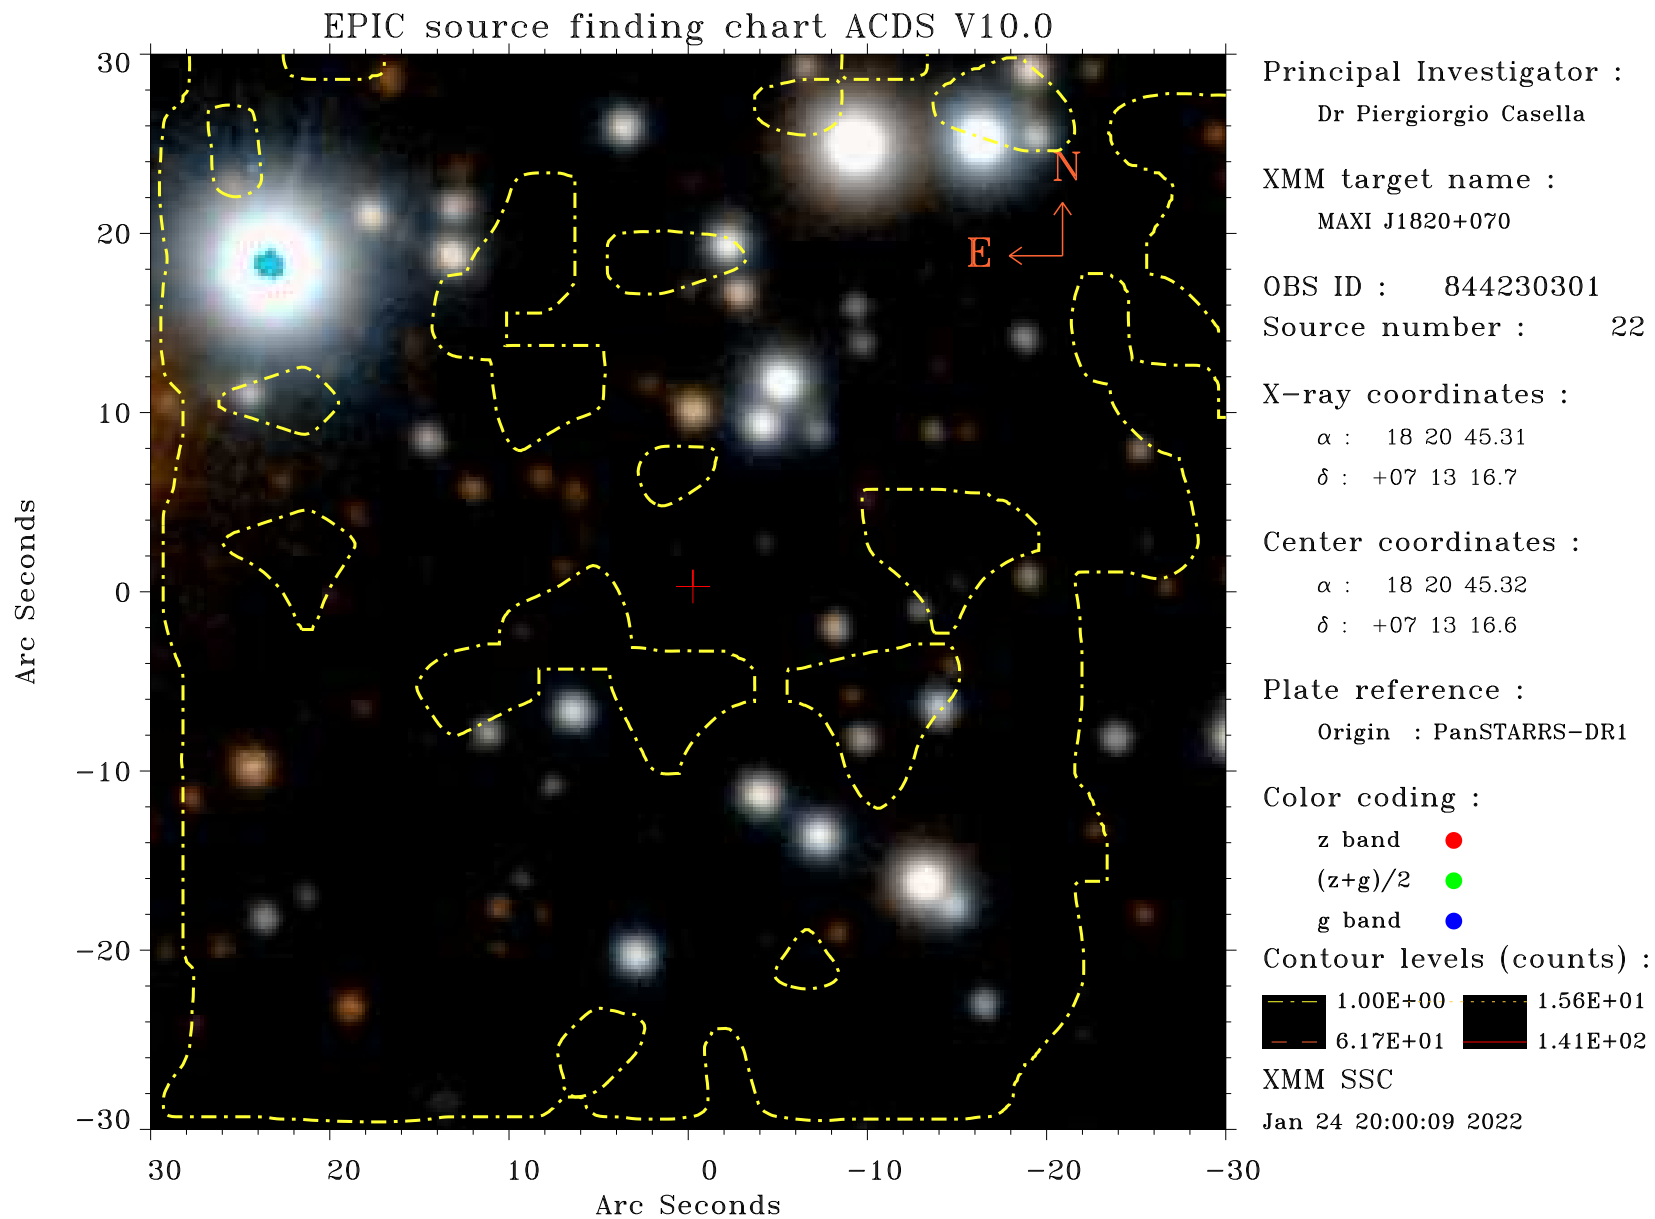 EPIC source finding chart ACDS V10.0
30
20
10
0
-10
-20
-30
Arc Seconds
30 20 10 0 -10 -20 -30
Arc Seconds
N
E
Principal Investigator :
Dr Piergiorgio Casella
XMM target name :
MAXI J1820+070
OBS ID : 844230301
Source number : 22
X-ray coordinates :
α : 18 20 45.31
δ : +07 13 16.7
Center coordinates :
α : 18 20 45.32
δ : +07 13 16.6
Plate reference :
Origin : PanSTARRS-DR1
Color coding :
z band
(z+g)/2
g band
Contour levels (counts) :
1.00E+00 1.56E+01
6.17E+01 1.41E+02
XMM SSC
Jan 24 20:00:09 2022